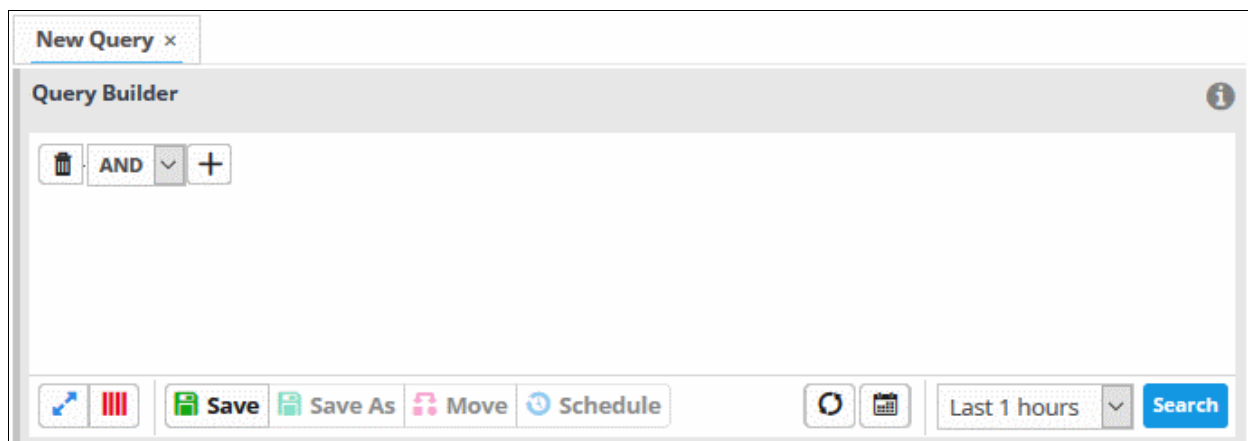 New Query ×
Query Builder
AND
Save Save As Move Schedule Last 1 hours Search